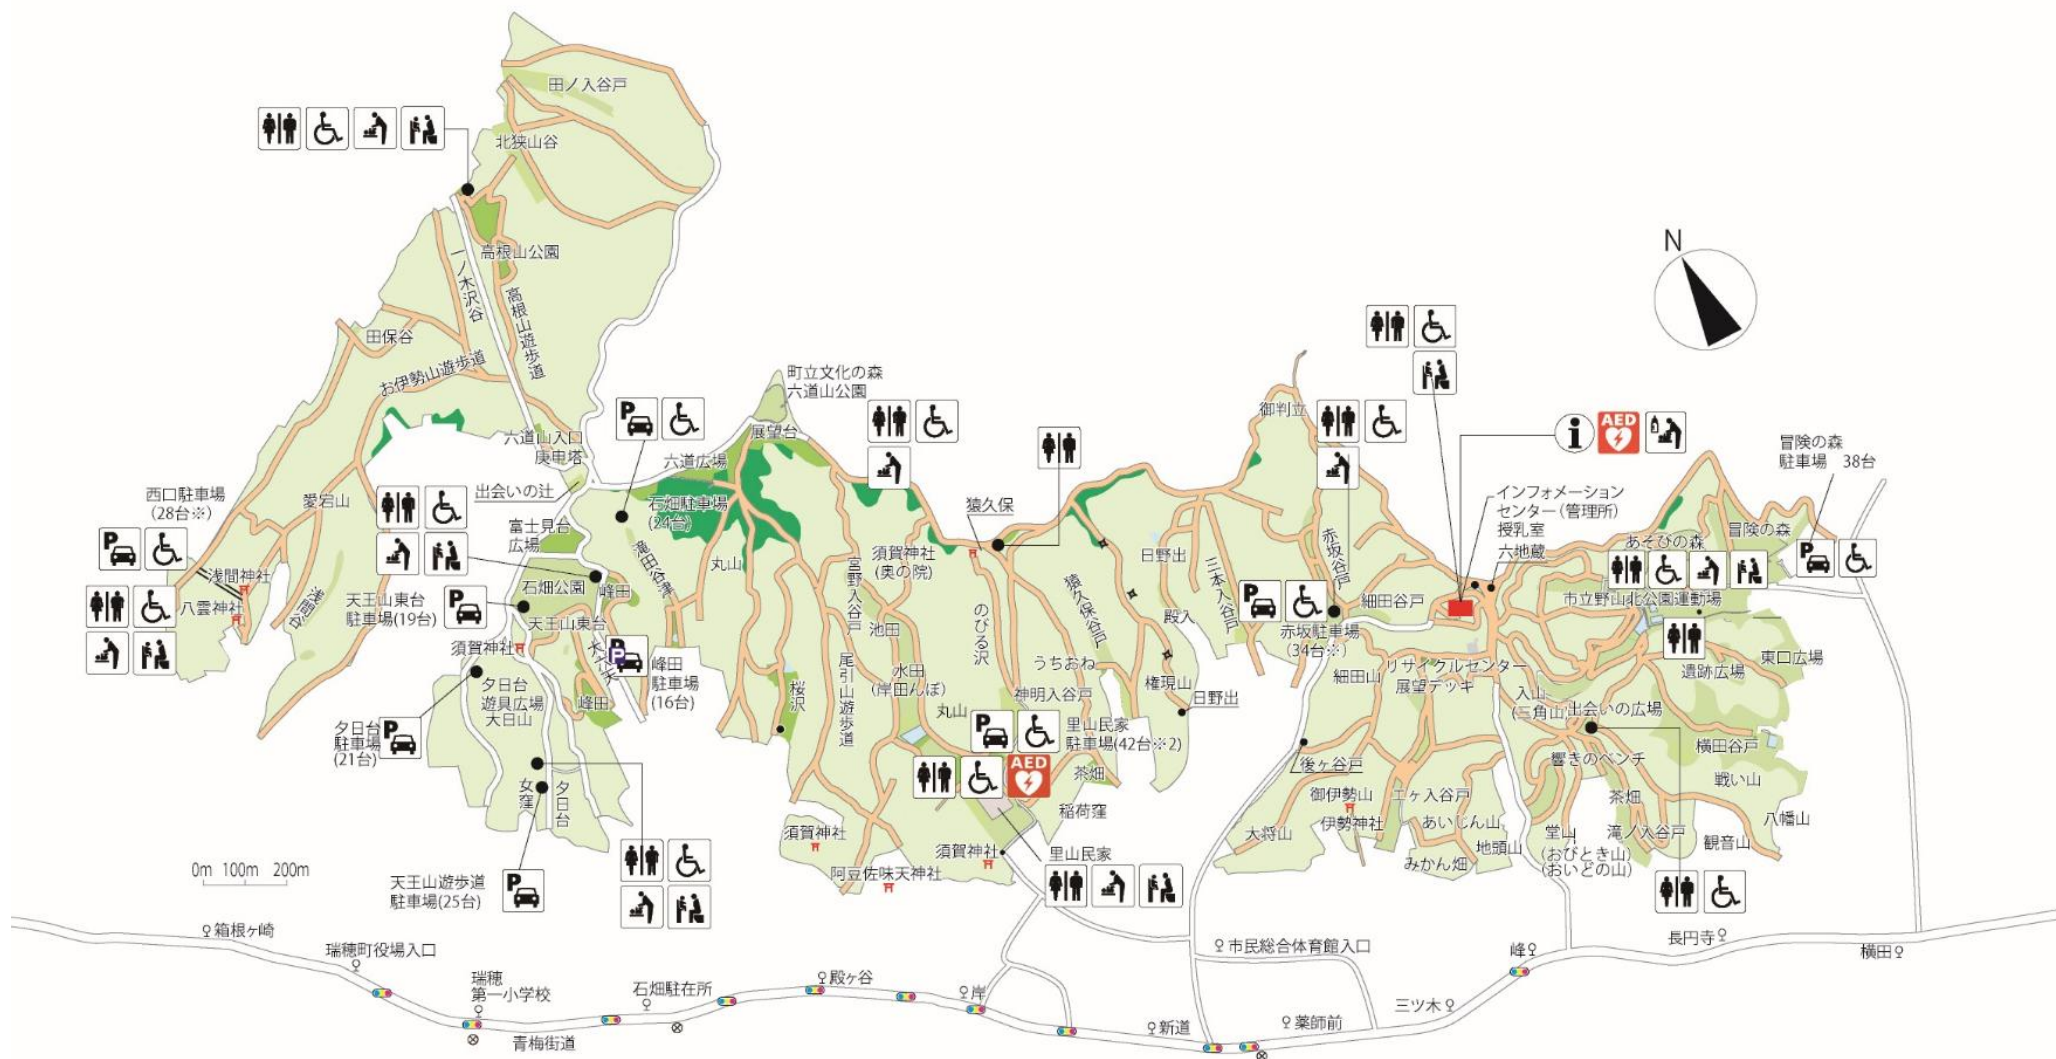 田ノ入谷戸
北狭山谷
高根山公園
一ノ木沢谷
高根山遊歩道
田保谷
お伊勢山遊歩道
N
町立文化の森
六道山公園
展望台
御判立
六道山入口
庚申塔
六道広場
P
AED
i
冒険の森
駐車場 38台
西口駐車場
(28台※)
愛宕山
出会いの辻
石畑駐車場
(24台)
富士見台
広場
猿久保
インフォメーション
センター(管理所)
授乳室
六地蔵
冒険の森
あそびの森
P
P
浅間神社
八雲神社
浅間谷
天王山東台
駐車場(19台)
P
石畑公園
峰田
滝田谷津
丸山
宮野入谷戸
須賀神社
(奥の院)
日野出
三本入谷戸
赤坂谷戸
細田谷戸
市立野山北公園運動場
天王山東台
池田
のびる沢
猿久保谷戸
殿入
P
赤坂駐車場
(34台※)
須賀神社
P
峰田
駐車場
(16台)
尾引山遊歩道
水田
(岸田んぼ)
うちおね
権現山
日野出
細田山
リサイクルセンター
展望デッキ
遺跡広場
東口広場
夕日台
遊具広場
大日山
峰田
桜沢
丸山
神明入谷戸
入山
(三角山)
出会いの広場
夕日台
駐車場
(21台)
P
P
里山民家
駐車場(42台※2)
AED
茶畑
後ヶ谷戸
響きのベンチ
横田谷戸
戦い山
女窪
夕日台
稲荷窪
御伊勢山
伊勢神社
エヶ入谷戸
あいじん山
茶畑
八幡山
須賀神社
大将山
みかん畑
地頭山
堂山
(おびとき山)
(おいどの山)
滝ノ入谷戸
観音山
0m 100m 200m
天王山遊歩道
駐車場(25台)
P
阿豆佐味天神社
須賀神社
里山民家
箱根ヶ崎
瑞穂町役場入口
瑞穂
第一小学校
石畑駐在所
殿ヶ谷
岸
市民総合体育館入口
峰
長円寺
横田
青梅街道
新道
薬師前
三ツ木